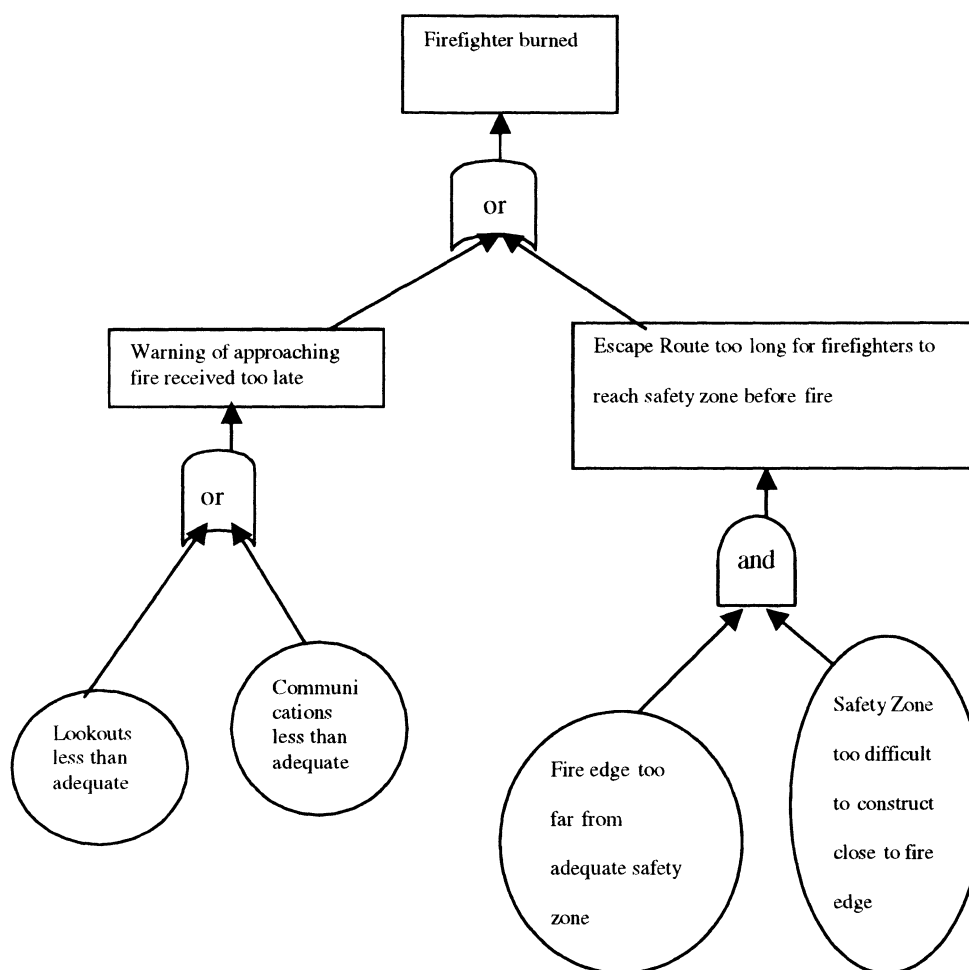 Firefighter burned
or
Warning of approaching
fire received too late
Escape Route too long for firefighters to
reach safety zone before fire
or
and
Lookouts
less than
adequate
Communi
cations
less than
adequate
Fire edge too
far from
adequate safety
zone
Safety Zone
too difficult
to construct
close to fire
edge